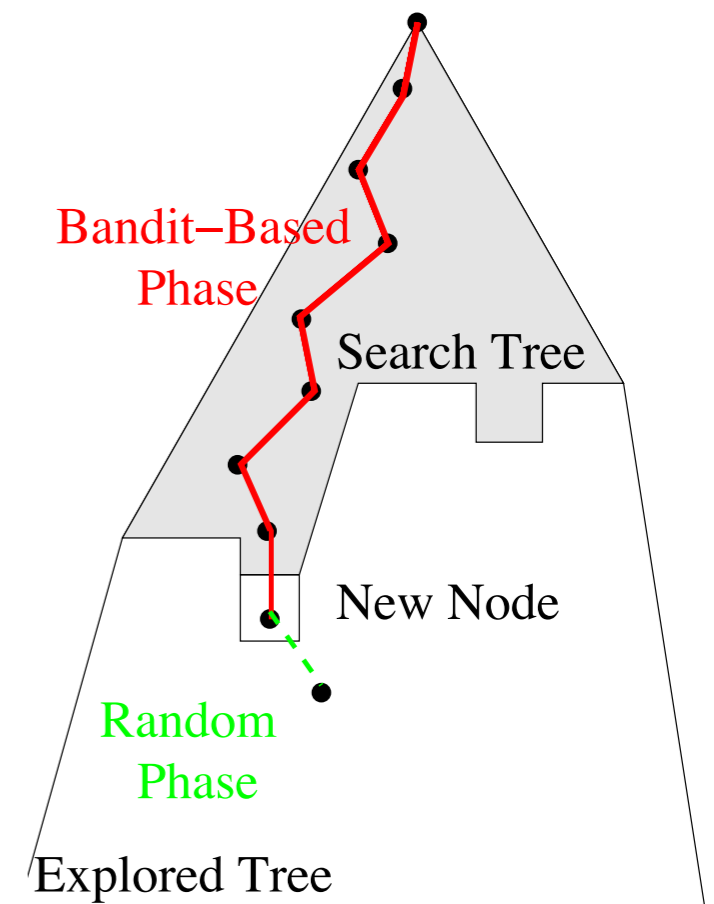 Bandit−Based
Phase
Search Tree
New Node
Random
Phase
Explored Tree